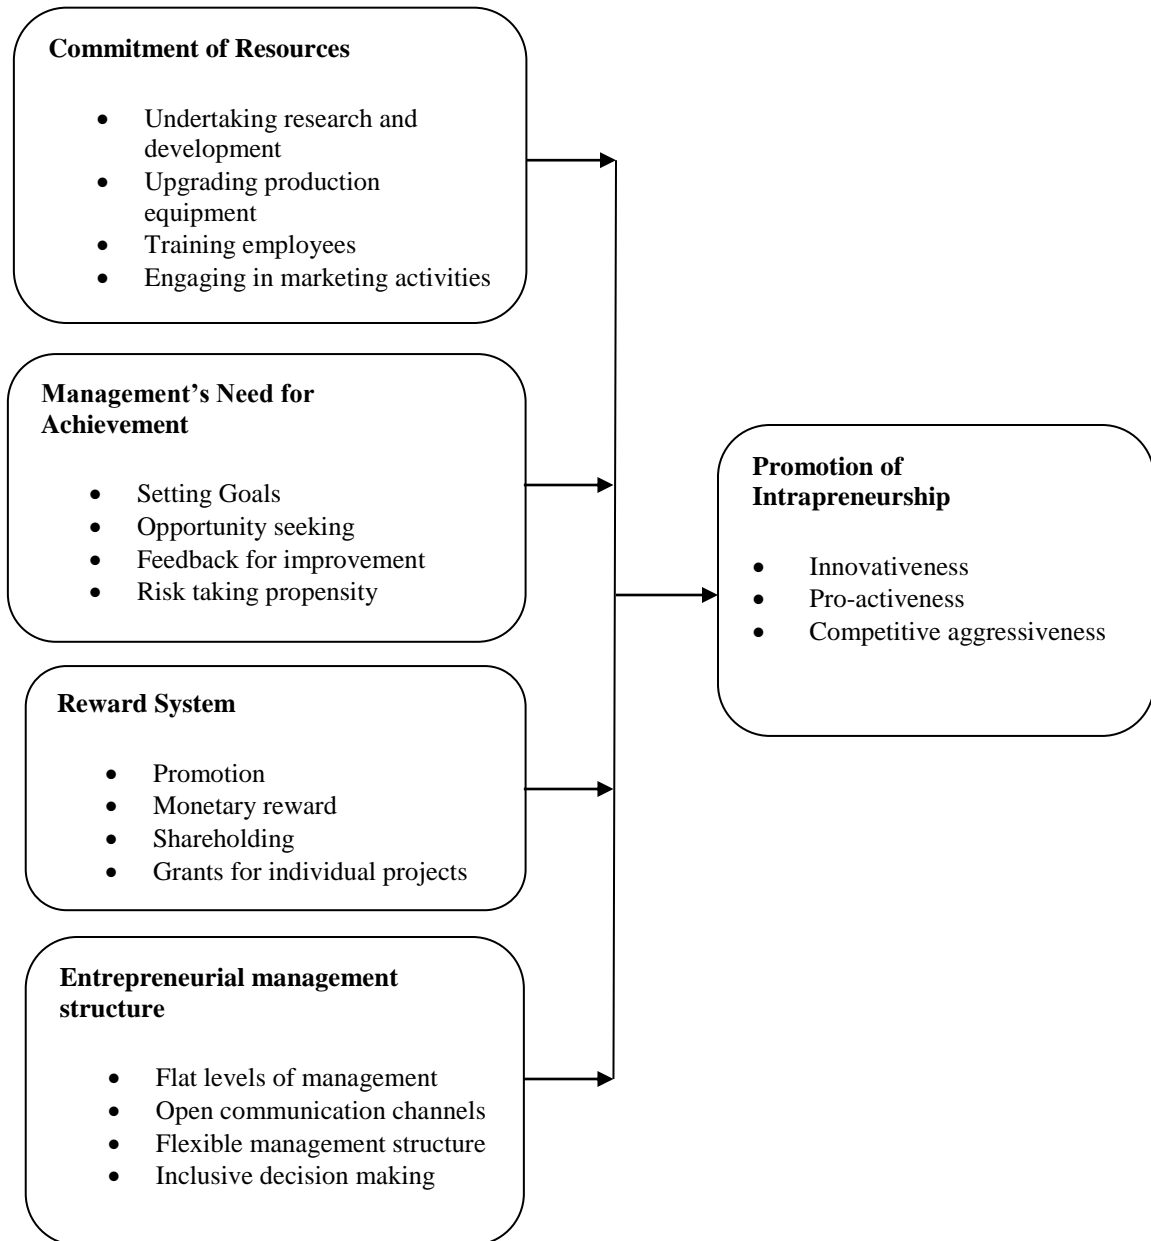 Commitment of Resources
• Undertaking research and
development
• Upgrading production
equipment
• Training employees
• Engaging in marketing activities
Management’s Need for
Achievement
• Setting Goals
• Opportunity seeking
• Feedback for improvement
• Risk taking propensity
Promotion of
Intrapreneurship
• Innovativeness
• Pro-activeness
• Competitive aggressiveness
Reward System
• Promotion
• Monetary reward
• Shareholding
• Grants for individual projects
Entrepreneurial management
structure
• Flat levels of management
• Open communication channels
• Flexible management structure
• Inclusive decision making